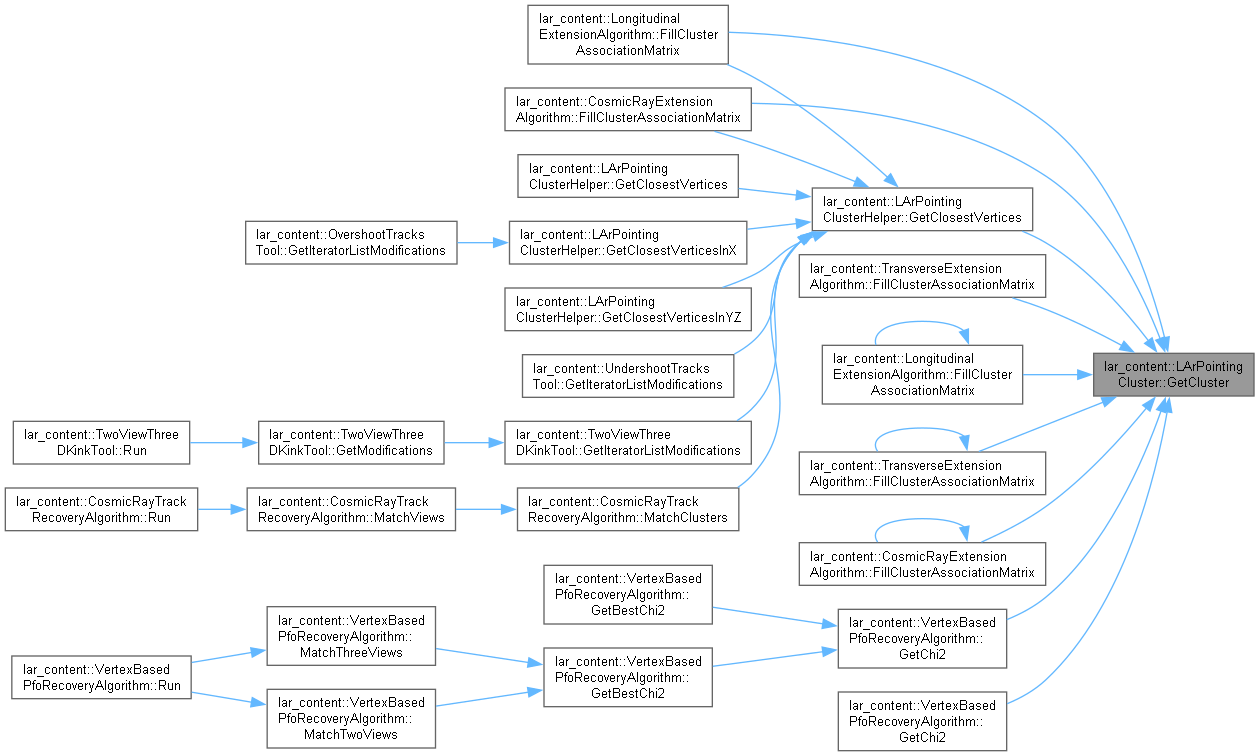 lar_content::Longitudinal
ExtensionAlgorithm::FillCluster
AssociationMatrix
lar_content::CosmicRayExtension
Algorithm::FillClusterAssociationMatrix
lar_content::LArPointing
ClusterHelper::GetClosestVertices
lar_content::LArPointing
ClusterHelper::GetClosestVertices
lar_content::OvershootTracks
Tool::GetIteratorListModifications
lar_content::LArPointing
ClusterHelper::GetClosestVerticesInX
lar_content::TransverseExtension
Algorithm::FillClusterAssociationMatrix
lar_content::LArPointing
ClusterHelper::GetClosestVerticesInYZ
lar_content::UndershootTracks
Tool::GetIteratorListModifications
lar_content::Longitudinal
ExtensionAlgorithm::FillCluster
AssociationMatrix
lar_content::LArPointing
Cluster::GetCluster
lar_content::TwoViewThree
DKinkTool::Run
lar_content::TwoViewThree
DKinkTool::GetModifications
lar_content::TwoViewThree
DKinkTool::GetIteratorListModifications
lar_content::TransverseExtension
Algorithm::FillClusterAssociationMatrix
lar_content::CosmicRayTrack
RecoveryAlgorithm::Run
lar_content::CosmicRayTrack
RecoveryAlgorithm::MatchViews
lar_content::CosmicRayTrack
RecoveryAlgorithm::MatchClusters
lar_content::CosmicRayExtension
Algorithm::FillClusterAssociationMatrix
lar_content::VertexBased
PfoRecoveryAlgorithm::
GetBestChi2
lar_content::VertexBased
PfoRecoveryAlgorithm::
MatchThreeViews
lar_content::VertexBased
PfoRecoveryAlgorithm::
GetChi2
lar_content::VertexBased
PfoRecoveryAlgorithm::Run
lar_content::VertexBased
PfoRecoveryAlgorithm::
GetBestChi2
lar_content::VertexBased
PfoRecoveryAlgorithm::
MatchTwoViews
lar_content::VertexBased
PfoRecoveryAlgorithm::
GetChi2